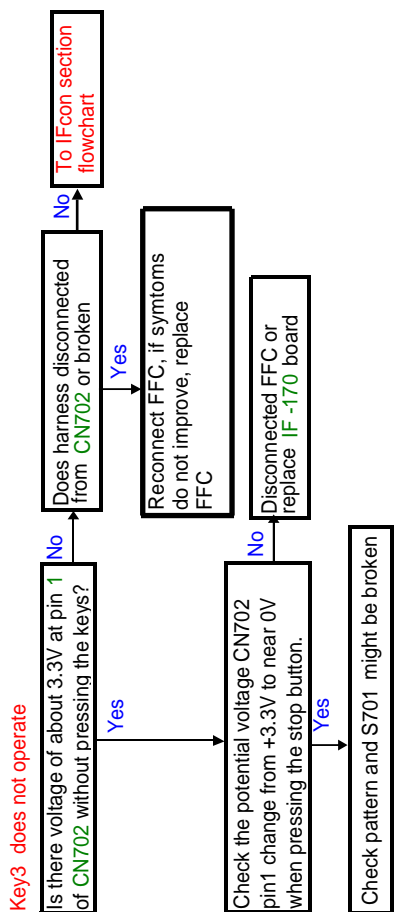 Key3 does not operate
Is there voltage of about 3.3V at pin 1
of CN702 without pressing the keys?
No
Does harness disconnected
from CN702 or broken
No
To IFcon section
flowchart
Yes
Reconnect FFC, if symtoms
do not improve, replace
FFC
Yes
Check the potential voltage CN702
pin1 change from +3.3V to near 0V
when pressing the stop button.
No
Disconnected FFC or
replace IF -170 board
Yes
Check pattern and S701 might be broken